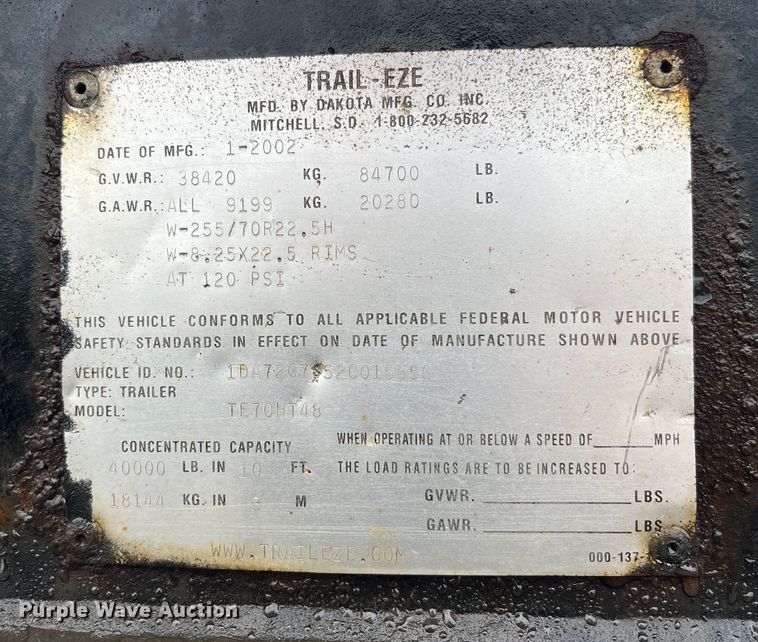 TRAIL-EZE
MFD. BY DAKOTA MFG. CO. INC.
MITCHELL, S.D. 1-800-232-5682
DATE OF MFG.: 1-2002
G.V.W.R.: 38420 KG. 84700 LB.
G.A.W.R.: ALL 9199 KG. 20280 LB.
W-255/70R22.5H
W-8.25X22.5 RIMS
AT 120 PSI
THIS VEHICLE CONFORMS TO ALL APPLICABLE FEDERAL MOTOR VEHICLE
SAFETY STANDARDS IN EFFECT ON DATE OF MANUFACTURE SHOWN ABOVE
VEHICLE ID. NO.:
TYPE: TRAILER
MODEL: TE70HT48
CONCENTRATED CAPACITY WHEN OPERATING AT OR BELOW A SPEED OF MPH
40000 LB. IN 10 FT. THE LOAD RATINGS ARE TO BE INCREASED TO:
18144 KG. IN M GVWR. LBS.
GAWR. LBS
WWW.TRAILEZE.COM
Purple Wave Auction